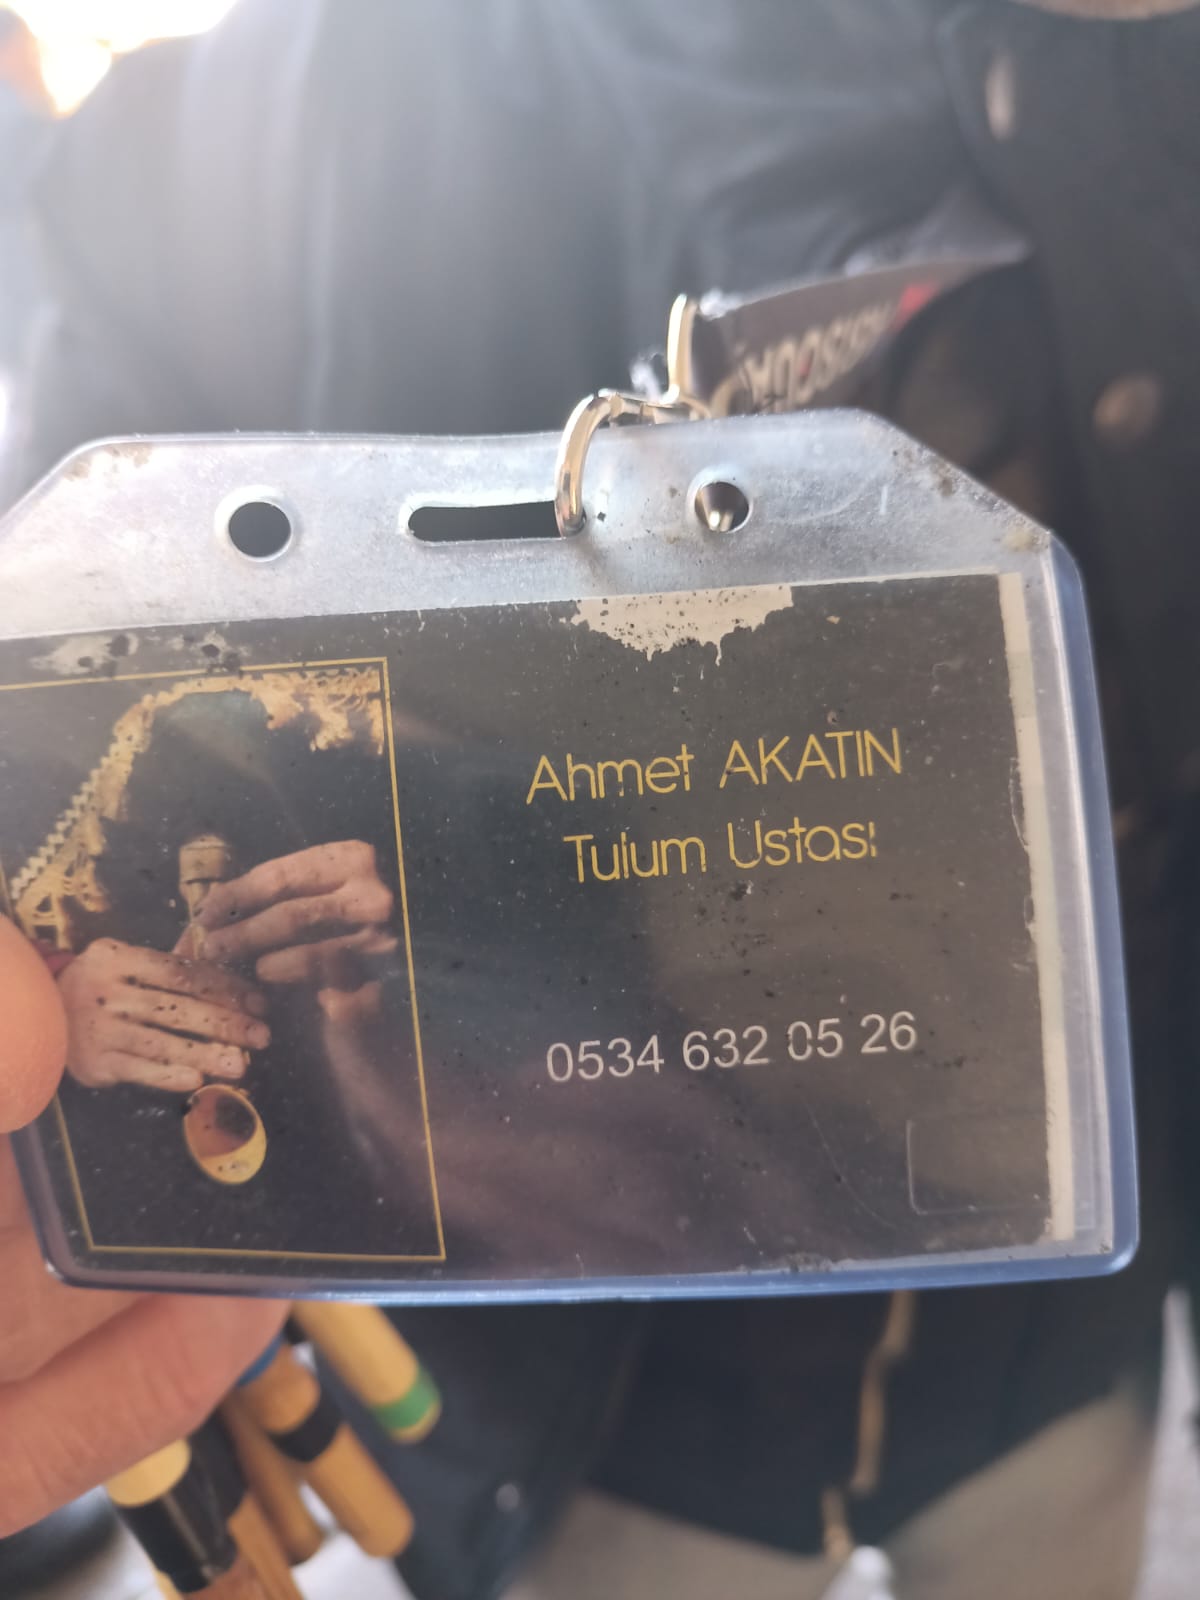 Ahmet AKATIN
Tulum Ustası
0534 632 05 26